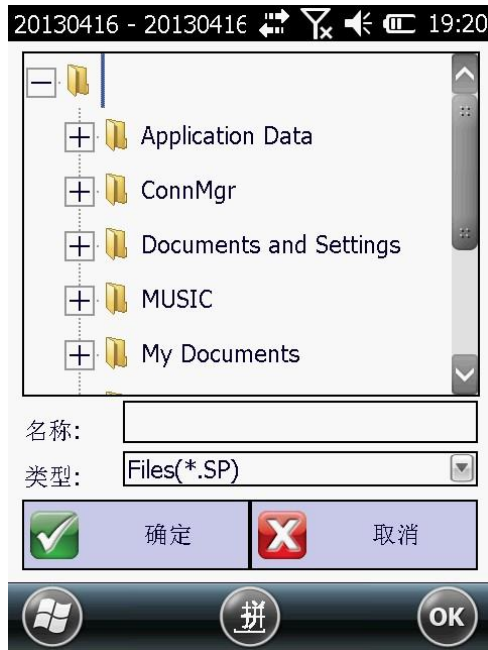 20130416 - 20130416 19:20
Application Data
ConnMgr
Documents and Settings
MUSIC
My Documents
名称:
类型: Files(*.SP)
确定 取消
拼 OK